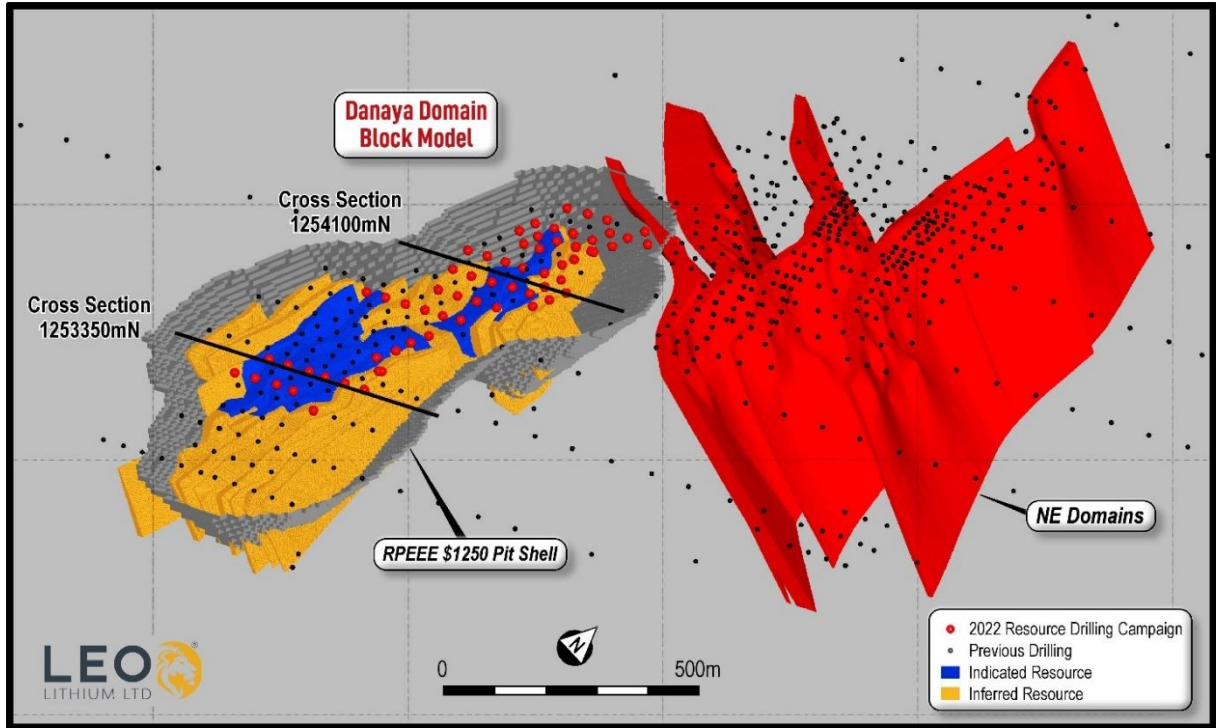 Danaya Domain
Block Model
Cross Section
1254100mN
Cross Section
1253350mN
NE Domains
RPEEE $1250 Pit Shell
LEO
LITHIUM LTD
®
N
0
500m
2022 Resource Drilling Campaign
Previous Drilling
Indicated Resource
Inferred Resource